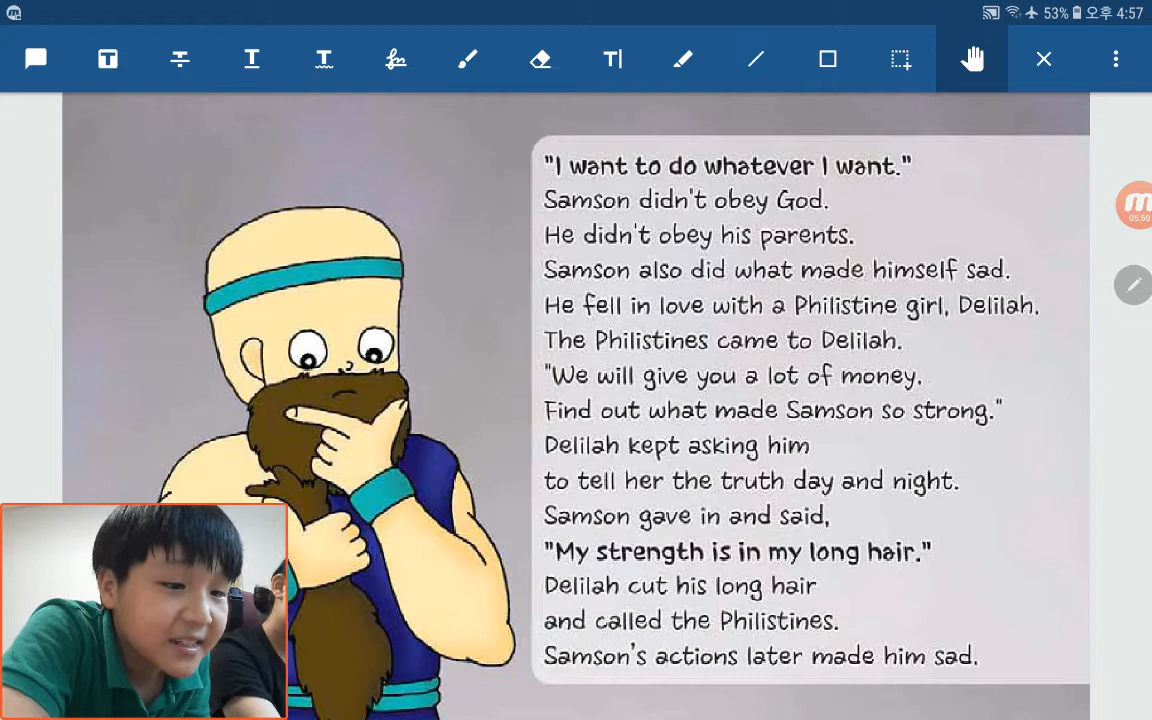 53% 오후 4:57
"I want to do whatever I want."
Samson didn't obey God.
He didn't obey his parents.
Samson also did what made himself sad.
He fell in love with a Philistine girl, Delilah.
The Philistines came to Delilah.
"We will give you a lot of money.
Find out what made Samson so strong."
Delilah kept asking him
to tell her the truth day and night.
Samson gave in and said,
"My strength is in my long hair."
Delilah cut his long hair
and called the Philistines.
Samson's actions later made him sad.
05:50